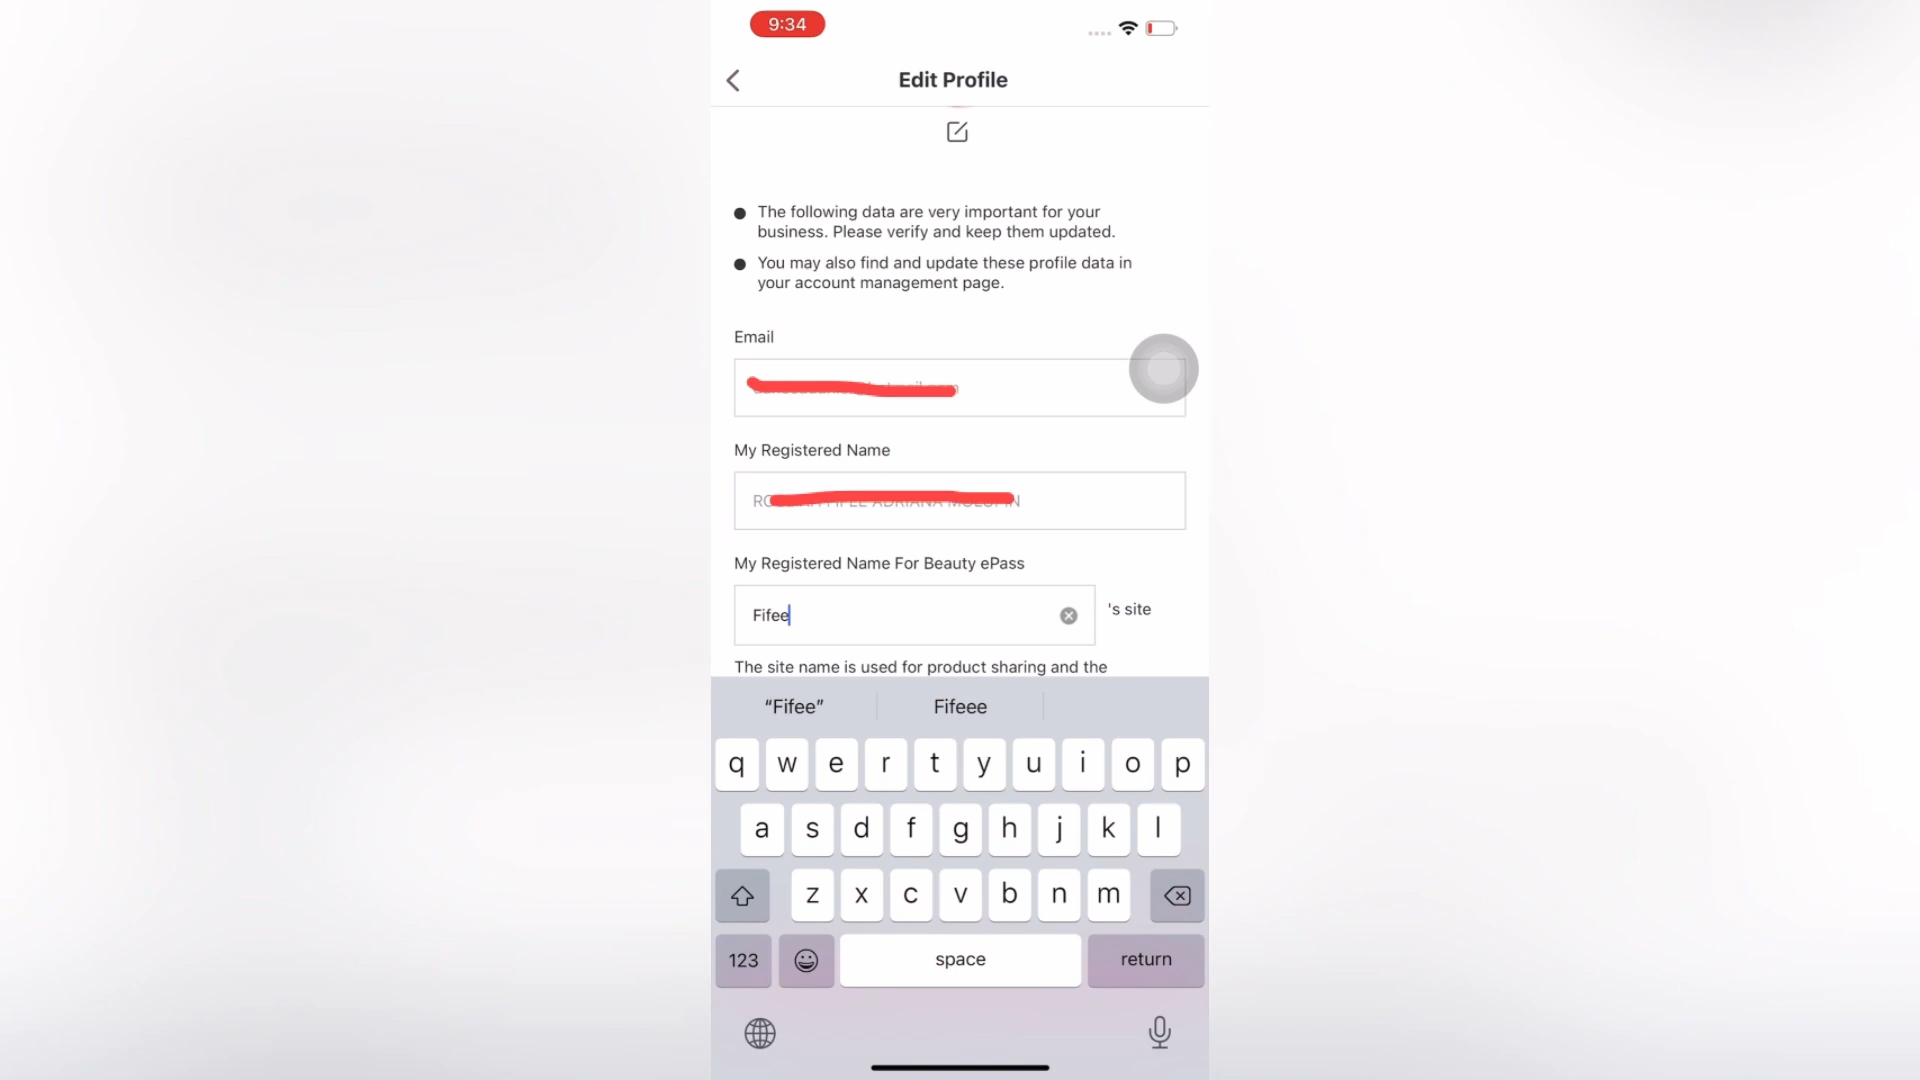 9:34
Edit Profile
The following data are very important for your
business. Please verify and keep them updated.
You may also find and update these profile data in
your account management page.
Email
My Registered Name
My Registered Name For Beauty ePass
Fifee
's site
The site name is used for product sharing and the
“Fifee”
Fifeee
q w e r t y u i o p
a s d f g h j k l
z x c v b n m
123
space
return